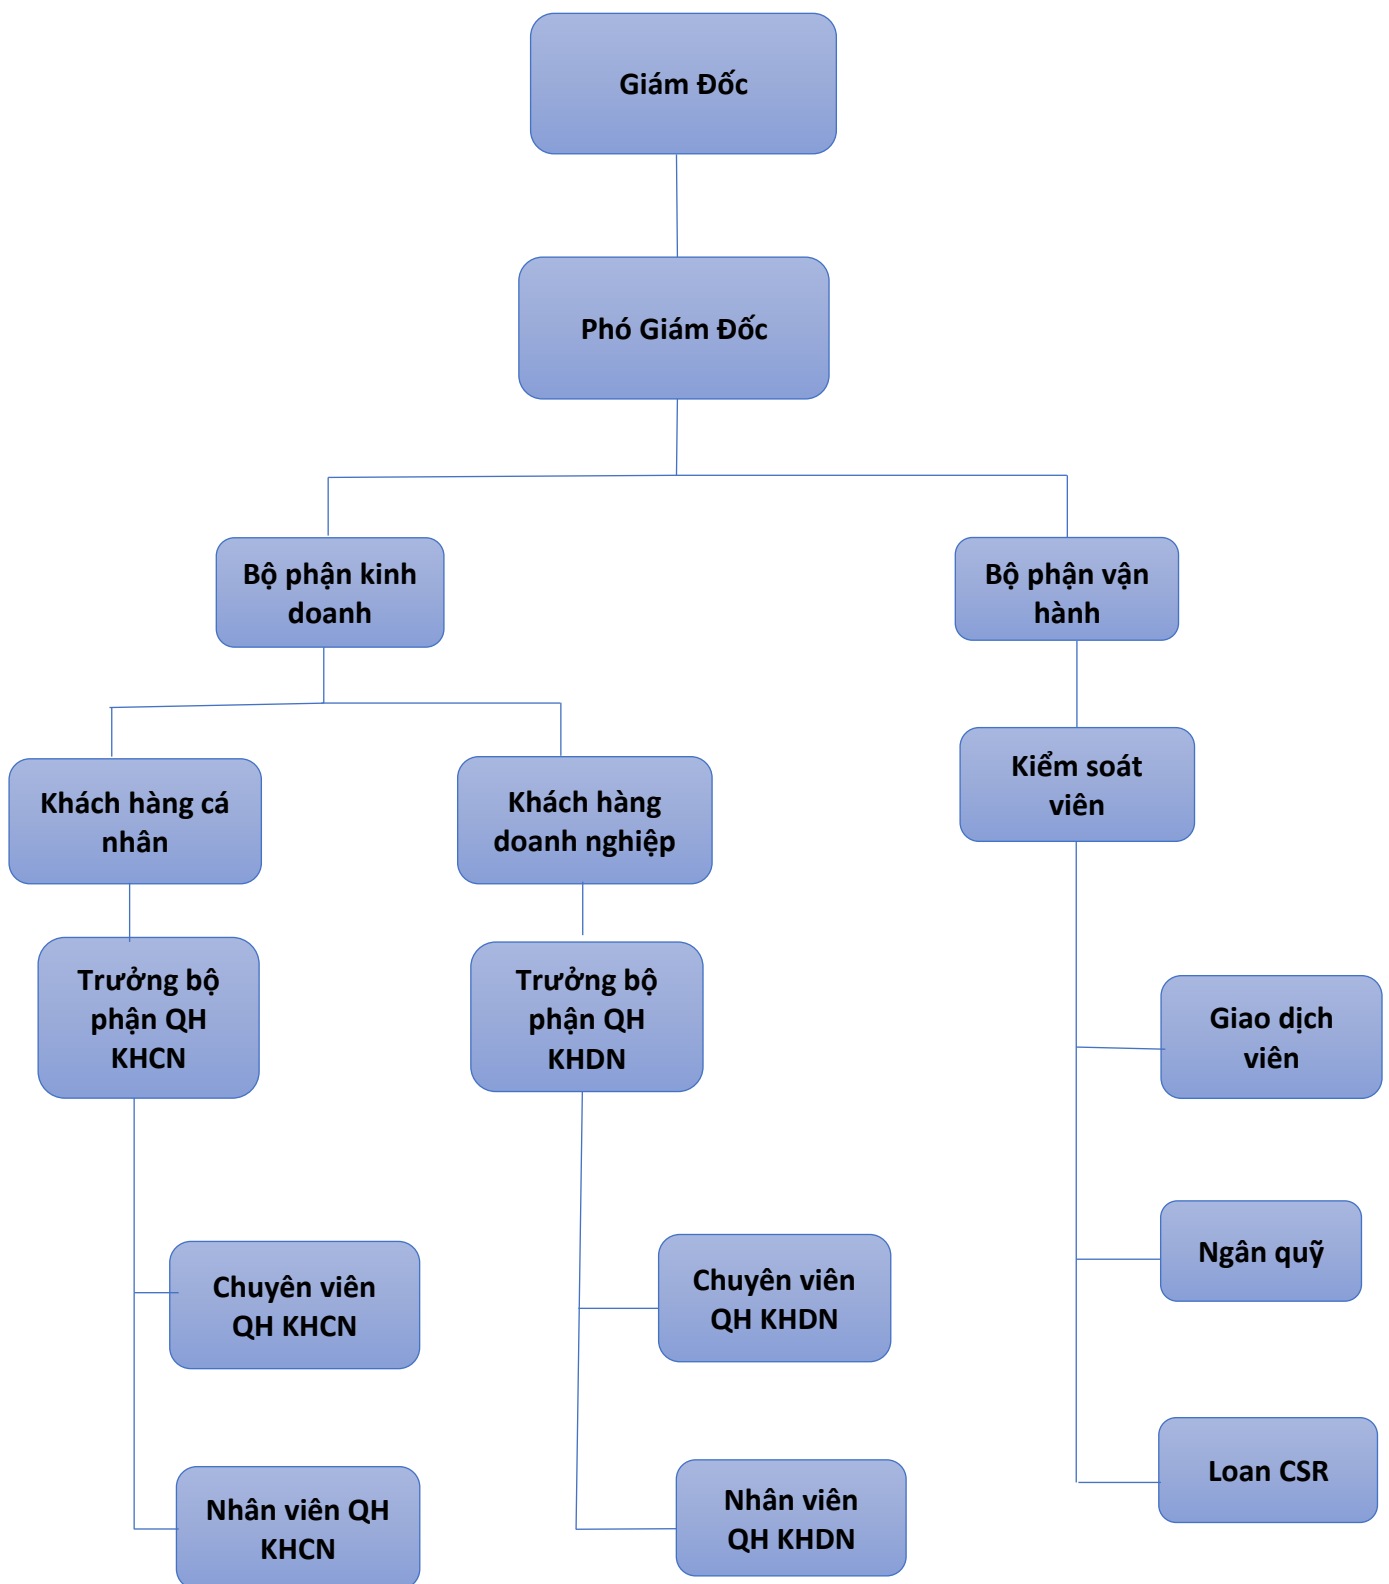 Giám Đốc
Phó Giám Đốc
Bộ phận kinh
doanh
Bộ phận vận
hành
Khách hàng cá
nhân
Khách hàng
doanh nghiệp
Kiểm soát
viên
Trưởng bộ
phận QH
KHCN
Trưởng bộ
phận QH
KHDN
Giao dịch
viên
Chuyên viên
QH KHCN
Chuyên viên
QH KHDN
Ngân quỹ
Nhân viên QH
KHCN
Nhân viên
QH KHDN
Loan CSR